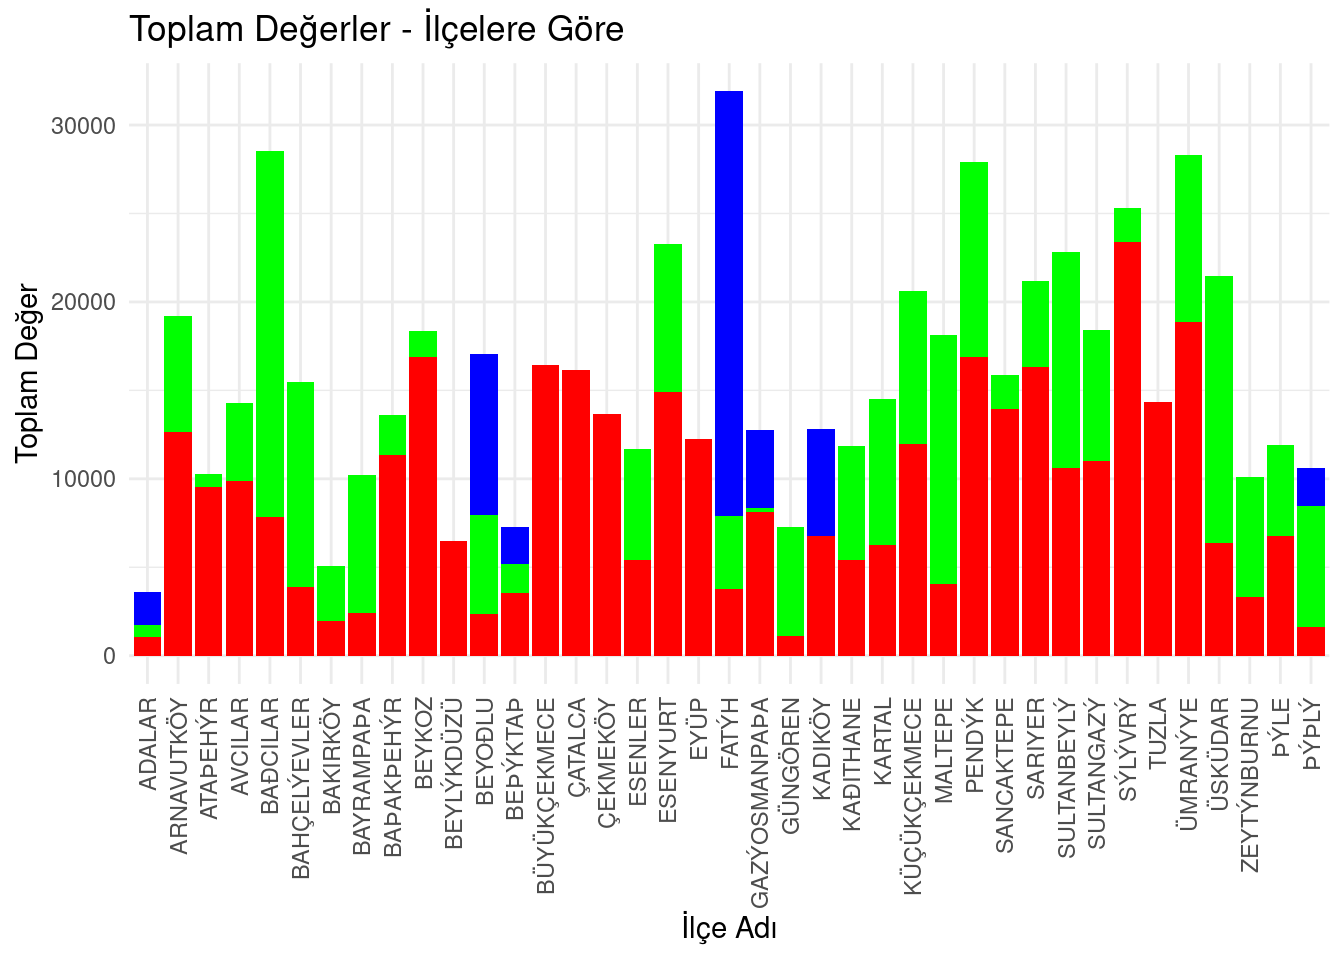 Toplam Değerler - İlçelere Göre
Toplam Değer
30000
20000
10000
0
ADALAR
ARNAVUTKÖY
ATAÞEHÝR
AVCILAR
BAÐCILAR
BAHÇELÝEVLER
BAKIRKÖY
BAYRAMPAÞA
BAÞAKÞEHÝR
BEYKOZ
BEYLÝKDÜZÜ
BEYOÐLU
BEÞÝKTAÞ
BÜYÜKÇEKMECE
ÇATALCA
ÇEKMEKÖY
ESENLER
ESENYURT
EYÜP
FATÝH
GAZÝOSMANPAÞA
GÜNGÖREN
KADIKÖY
KAÐITHANE
KARTAL
KÜÇÜKÇEKMECE
MALTEPE
PENDÝK
SANCAKTEPE
SARIYER
SULTANBEYLÝ
SULTANGAZÝ
SÝLÝVRÝ
TUZLA
ÜMRANÝYE
ÜSKÜDAR
ZEYTÝNBURNU
ÞÝLE
ÞÝÞLÝ
İlçe Adı